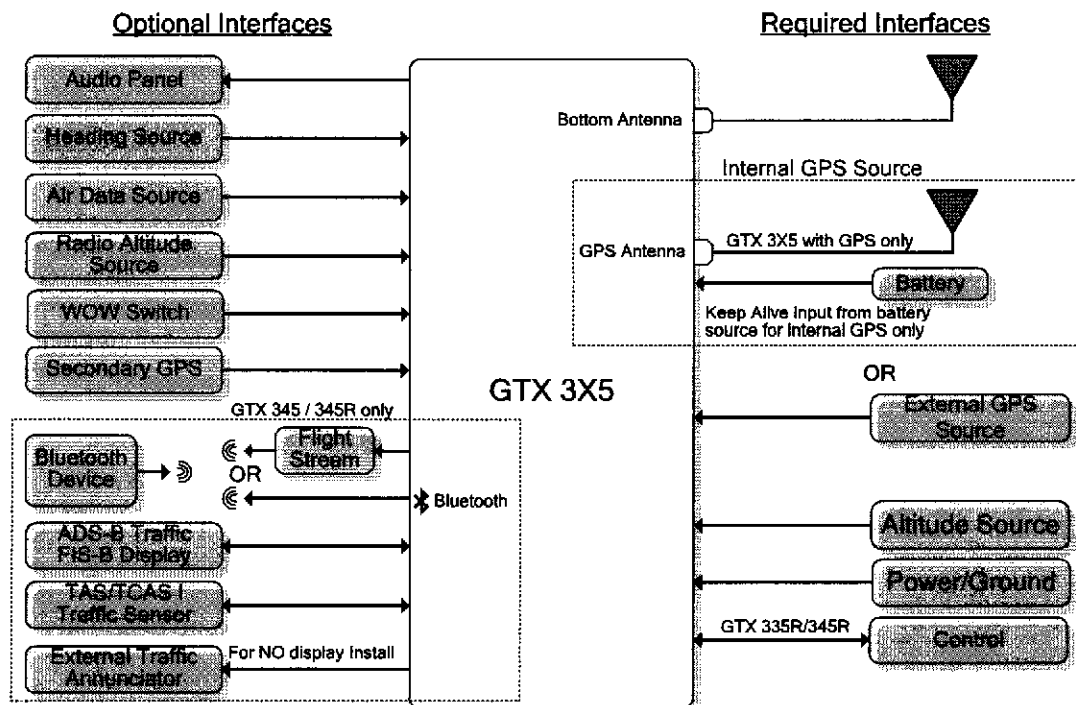 Optional Interfaces
Required Interfaces
Audio Panel
Heading Source
Air Data Source
Radio Altitude
Source
WOW Switch
Secondary GPS
GTX 345 / 345R only
Bluetooth
Device
Flight
Stream
OR
Bluetooth
ADS-B Traffic
FIS-B Display
TAS/TCAS I
Traffic Sensor
External Traffic
Annunciator
For NO display Install
GTX 3X5
Bottom Antenna
Internal GPS Source
GPS Antenna
GTX 3X5 with GPS only
Battery
Keep Alive Input from battery
source for Internal GPS only
OR
External GPS
Source
Altitude Source
Power/Ground
GTX 335R/345R
Control